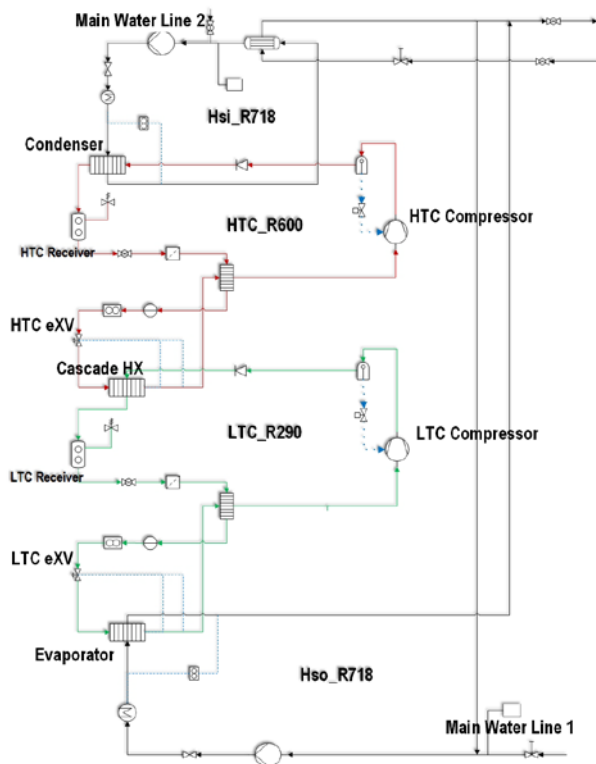 Main Water Line 2
Hsi_R718
Condenser
HTC_R600
HTC Compressor
HTC Receiver
HTC eXV
Cascade HX
LTC_R290
LTC Compressor
LTC Receiver
LTC eXV
Evaporator
Hso_R718
Main Water Line 1